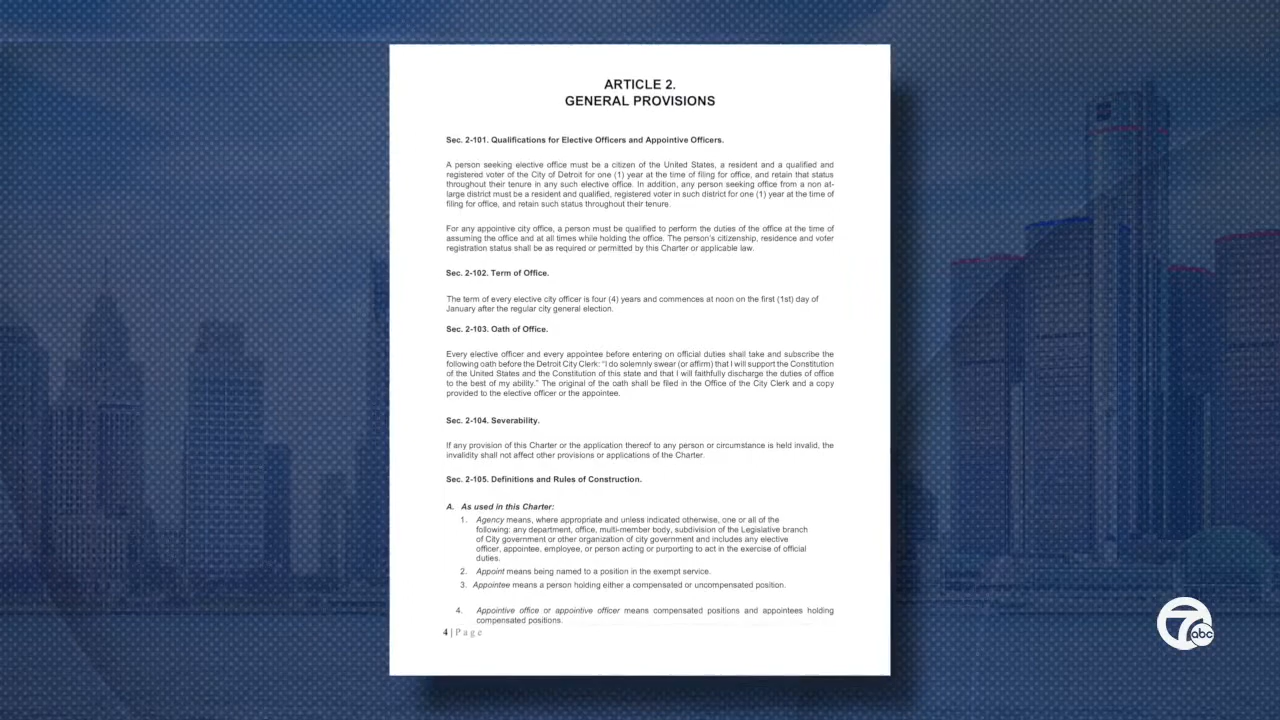 ARTICLE 2.
GENERAL PROVISIONS
Sec. 2-101. Qualifications for Elective Officers and Appointive Officers.
A person seeking elective office must be a citizen of the United States, a resident and a qualified and
registered voter of the City of Detroit for one (1) year at the time of filing for office, and retain that status
throughout their tenure in any such elective office. In addition, any person seeking office from a non at-
large district must be a resident and qualified, registered voter in such district for one (1) year at the time of
filing for office, and retain such status throughout their tenure.
For any appointive city office, a person must be qualified to perform the duties of the office at the time of
assuming the office and at all times while holding the office. The person's citizenship, residence and voter
registration status shall be as required or permitted by this Charter or applicable law.
Sec. 2-102. Term of Office.
The term of every elective city officer is four (4) years and commences at noon on the first (1st) day of
January after the regular city general election.
Sec. 2-103. Oath of Office.
Every elective officer and every appointee before entering on official duties shall take and subscribe the
following oath before the Detroit City Clerk: “I do solemnly swear (or affirm) that I will support the Constitution
of the United States and the Constitution of this state and that I will faithfully discharge the duties of office
to the best of my ability.” The original of the oath shall be filed in the Office of the City Clerk and a copy
provided to the elective officer or the appointee.
Sec. 2-104. Severability.
If any provision of this Charter or the application thereof to any person or circumstance is held invalid, the
invalidity shall not affect other provisions or applications of the Charter.
Sec. 2-105. Definitions and Rules of Construction.
A. As used in this Charter:
1. Agency means, where appropriate and unless indicated otherwise, one or all of the
following: any department, office, multi-member body, subdivision of the Legislative branch
of City government or other organization of city government and includes any elective
officer, appointee, employee, or person acting or purporting to act in the exercise of official
duties.
2. Appoint means being named to a position in the exempt service.
3. Appointee means a person holding either a compensated or uncompensated position.
4. Appointive office or appointive officer means compensated positions and appointees holding
compensated positions.
4 | Page
7 abc